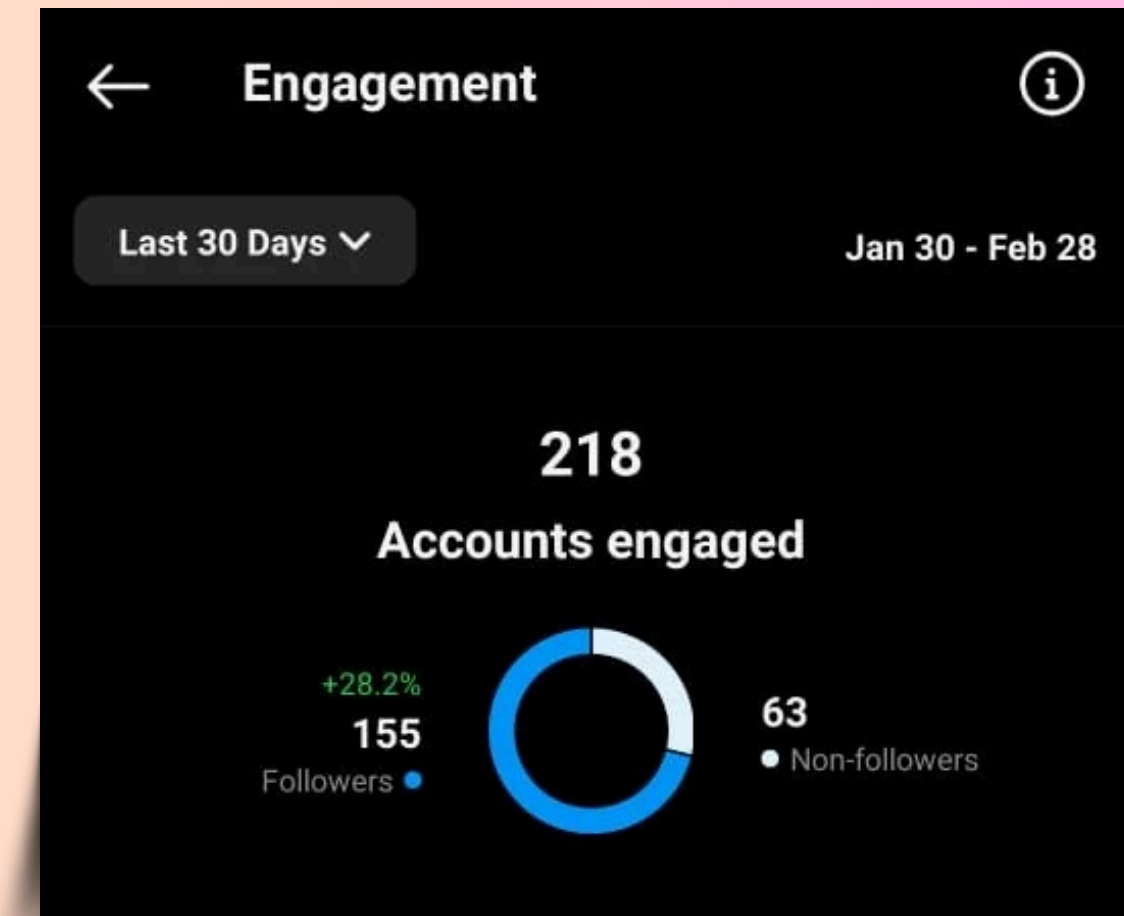 Engagement
Last 30 Days
Jan 30 - Feb 28
218
Accounts engaged
+28.2%
155
Followers
63
Non-followers